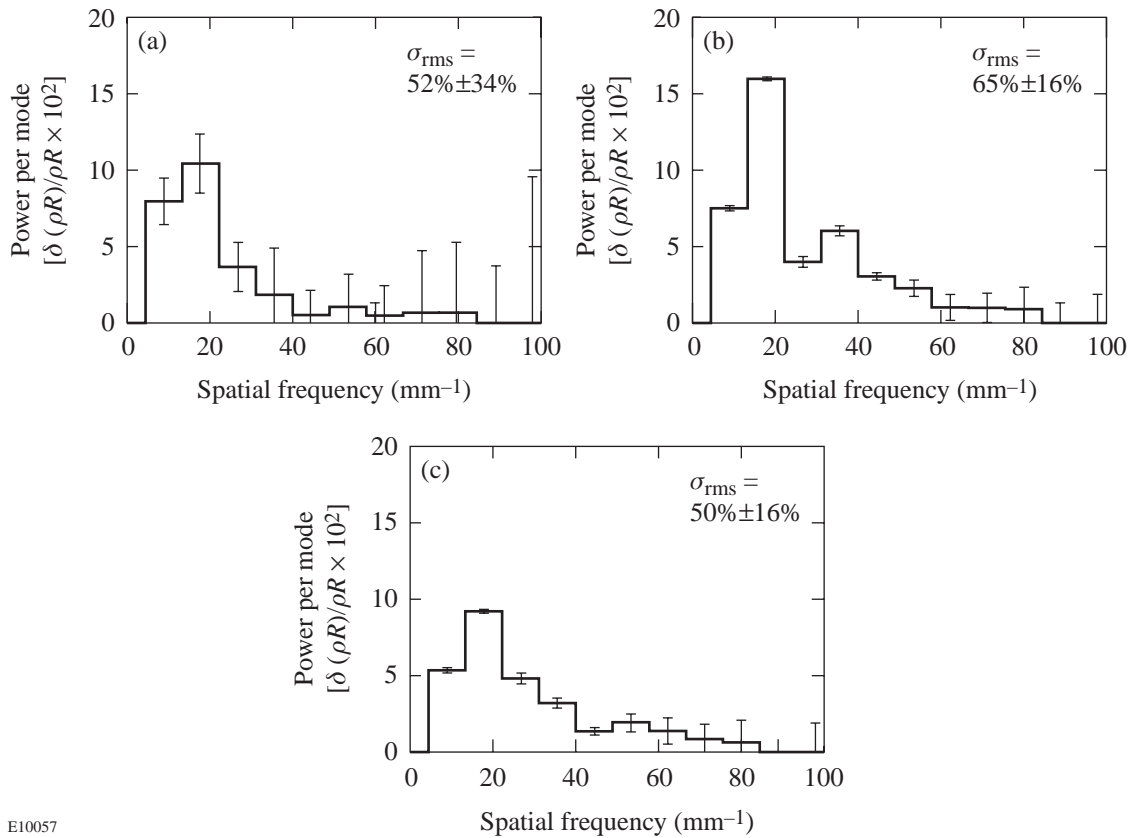 (a)
σrms =
52%±34%
Power per mode
[δ (ρR)/ρR × 10²]
20
15
10
5
0
0 20 40 60 80 100
Spatial frequency (mm⁻¹)
(b)
σrms =
65%±16%
Power per mode
[δ (ρR)/ρR × 10²]
20
15
10
5
0
0 20 40 60 80 100
Spatial frequency (mm⁻¹)
(c)
σrms =
50%±16%
Power per mode
[δ (ρR)/ρR × 10²]
20
15
10
5
0
0 20 40 60 80 100
Spatial frequency (mm⁻¹)
E10057